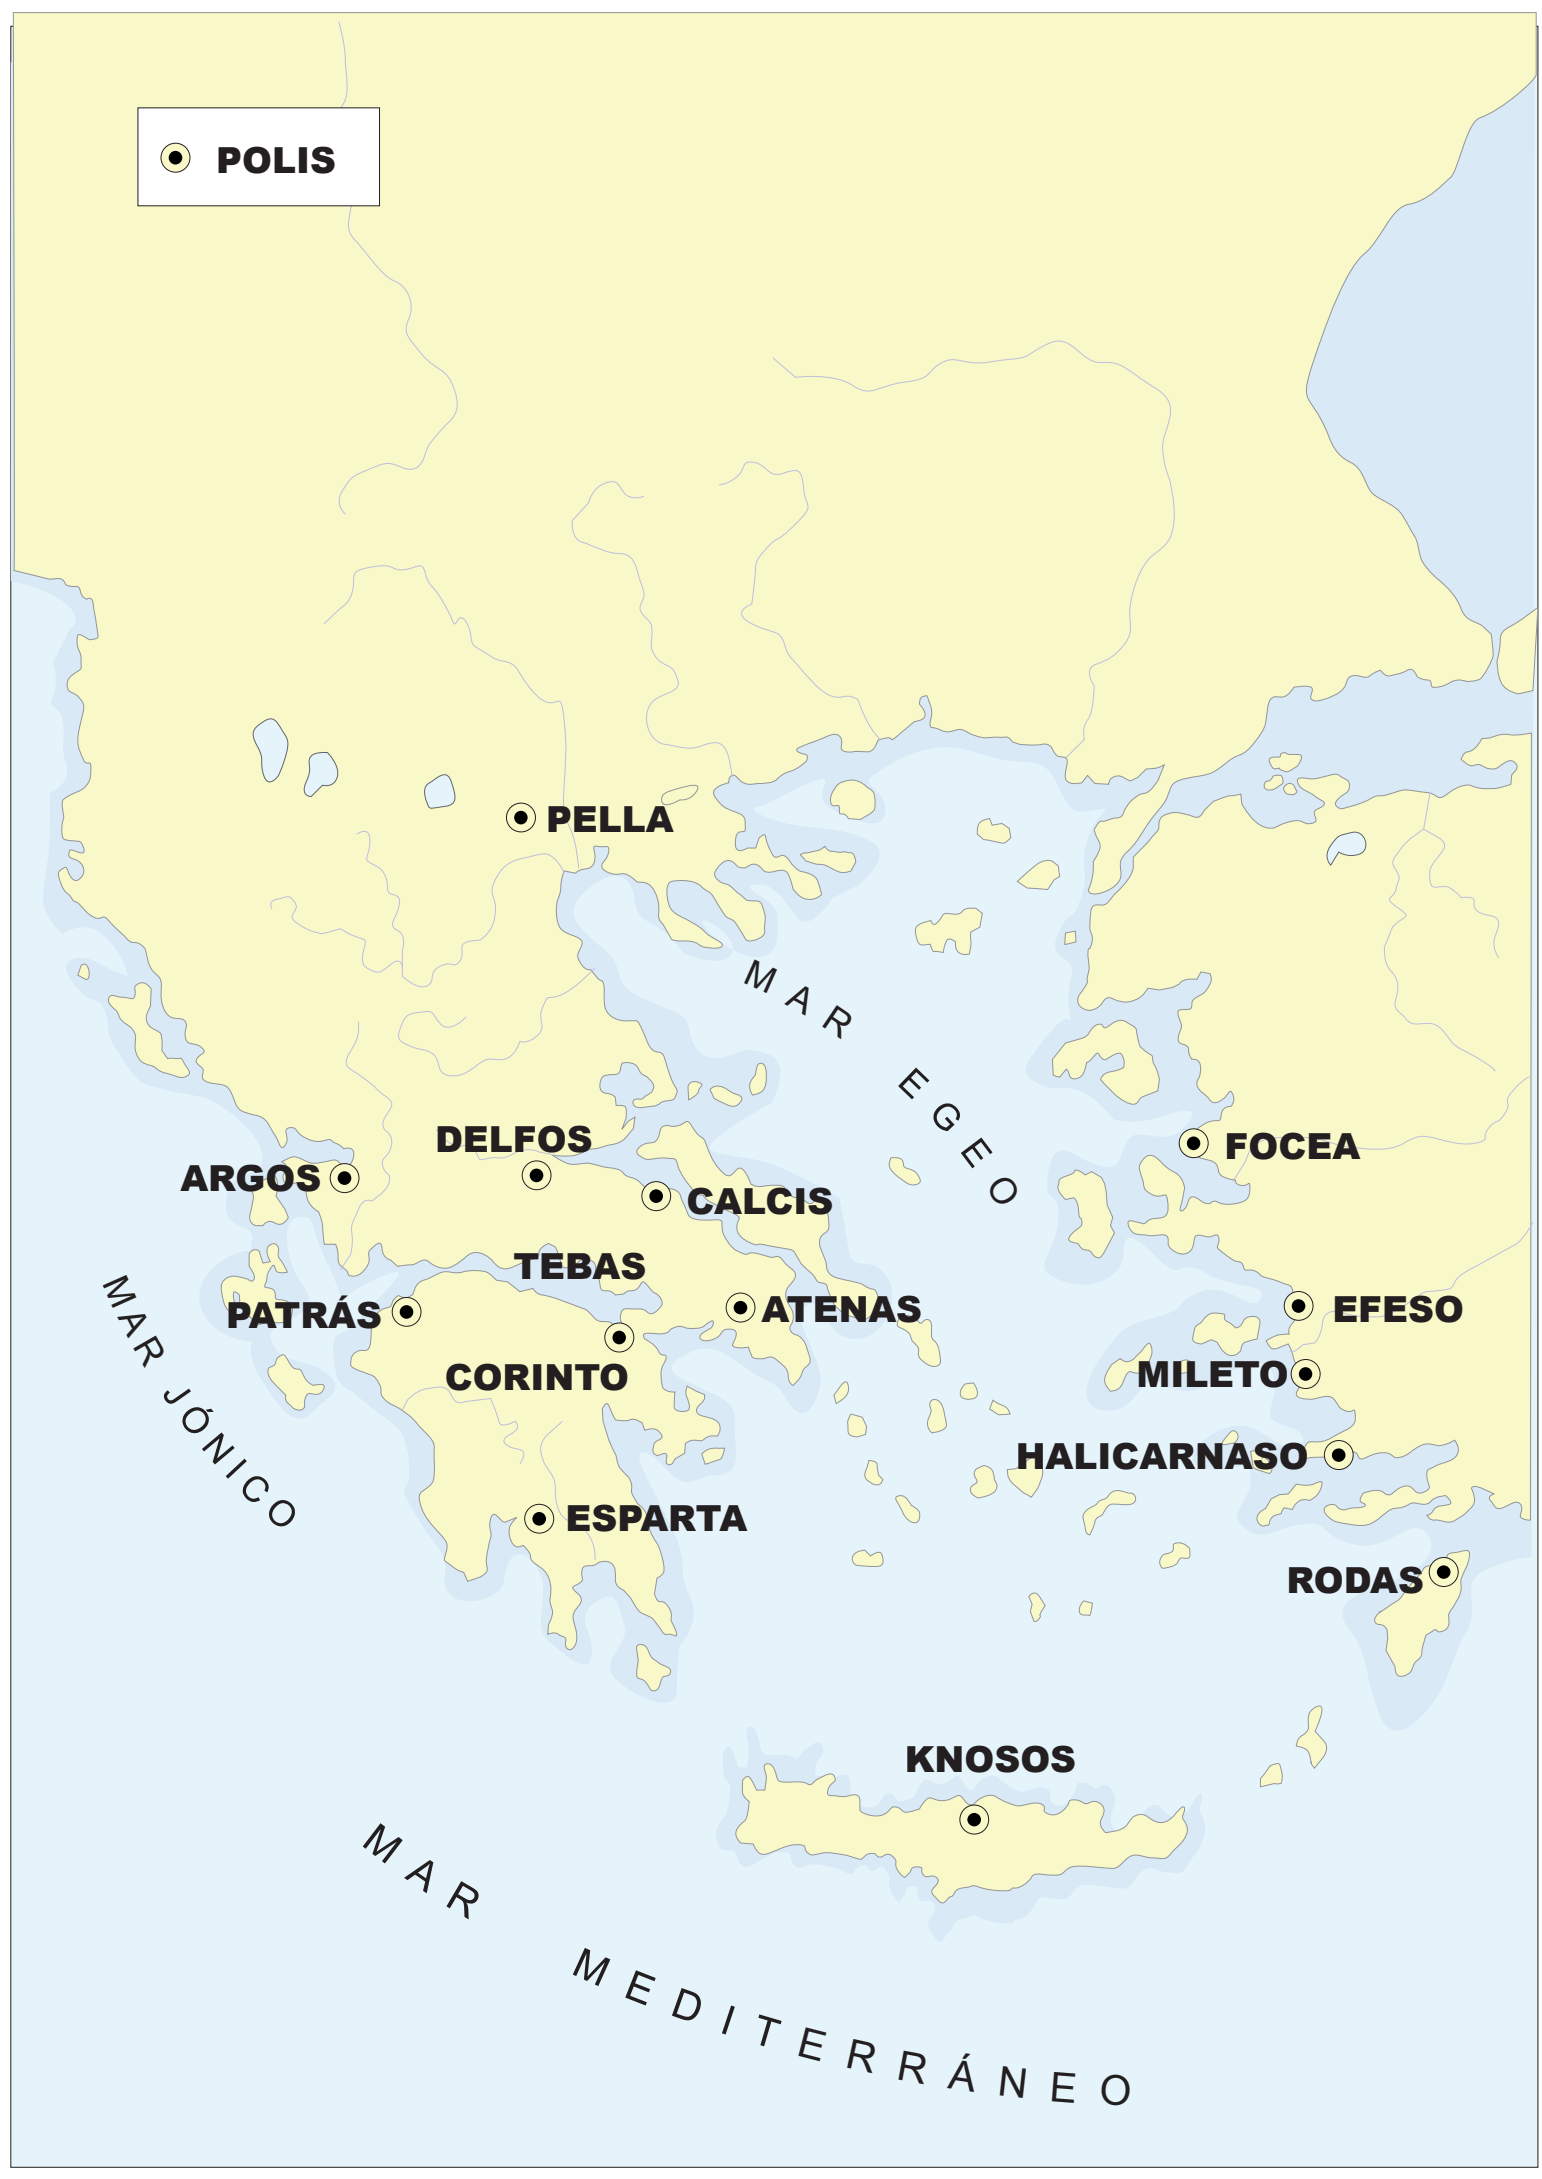 POLIS
PELLA
MAR EGEO
DELFOS
FOCEA
ARGOS
CALCIS
TEBAS
PATRÁS
ATENAS
EFESO
CORINTO
MILETO
MAR JÓNICO
HALICARNASO
ESPARTA
RODAS
KNOSOS
MAR MEDITERRÁNEO